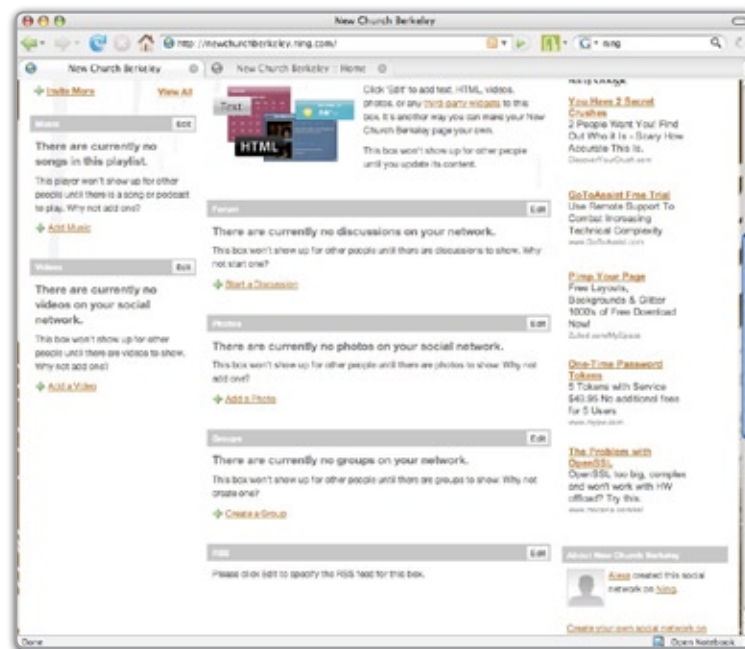 New Church Berkeley
http://newchurchberkeley.ning.com/
ning
New Church Berkeley
New Church Berkeley :: Home
Invite More View All
Music Edit
There are currently no
songs in this playlist.
This player won't show up for other
people until there is a song or podcast
to play. Why not add one?
Add Music
Videos Edit
There are currently no
videos on your social
network.
This box won't show up for other
people until there are videos to show.
Why not add one?
Add a Video
Text
HTML
Click 'Edit' to add text, HTML, videos,
photos, or any third-party widgets to this
box. It's another way you can make your New
Church Berkeley page your own.
This box won't show up for other people
until you update its content.
Forum Edit
There are currently no discussions on your network.
This box won't show up for other people until there are discussions to show. Why
not start one?
Start a Discussion
Photos Edit
There are currently no photos on your social network.
This box won't show up for other people until there are photos to show. Why not
add one?
Add a Photo
Groups Edit
There are currently no groups on your network.
This box won't show up for other people until there are groups to show. Why not
create one?
Create a Group
RSS Edit
Please click Edit to specify the RSS feed for this box.
You Have 2 Secret
Crushes
2 People Want You! Find
Out Who it Is - Scary How
Accurate This Is.
DiscoverYourCrush.com
GoToAssist Free Trial
Use Remote Support To
Combat Increasing
Technical Complexity
www.GoToAssist.com
Pimp Your Page
Free Layouts,
Backgrounds & Glitter
1000's of Free Download
Now!
One-Time Password
Tokens
5 Tokens with Service
$49.95 No additional fees
for 5 Users
The Problem with
OpenSSL
OpenSSL too big, complex
and won't work with HW
offload? Try this.
About New Church Berkeley
Alexa created this social
network on Ning.
Create your own social network on
Done Open Notebook